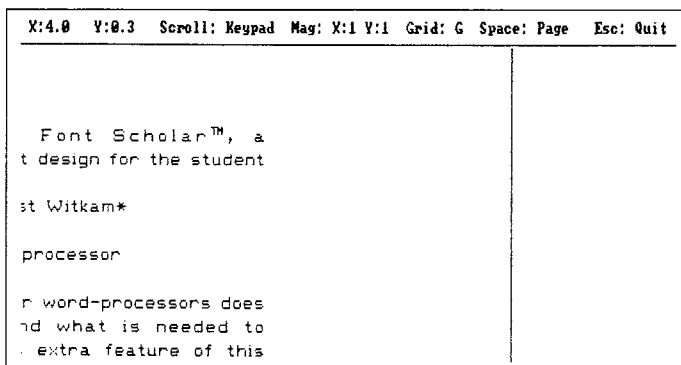 X:4.0 Y:0.3 Scroll: Keypad Mag: X:1 Y:1 Grid: G Space: Page Esc: Quit
Font Scholar™, a
t design for the student
st Witkam*
processor
r word-processors does
nd what is needed to
extra feature of this